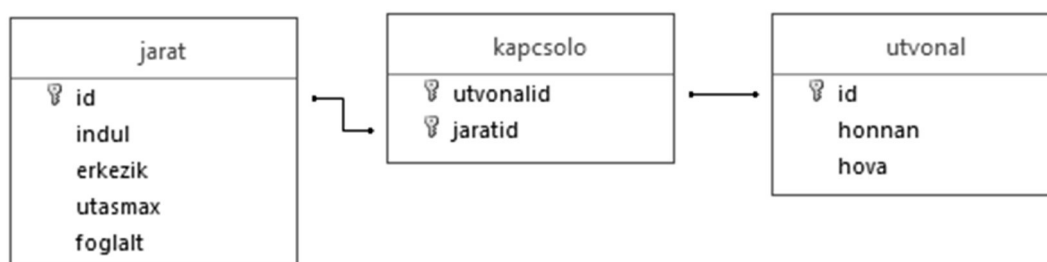 jarat
id
indul
erkezik
utasmax
foglalt
kapcsolo
utvonalid
jaratid
utvonal
id
honnan
hova